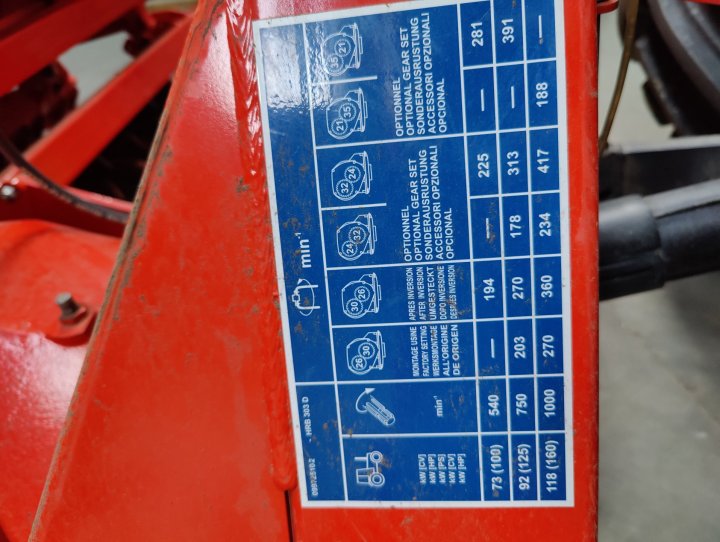 - HRB 303 D
min⁻¹
26 30
30 26
24 32
32 24
21 35
35 21
kW [CV]
kW [HP]
kW [PS]
kW [CV]
kW [HP]
min⁻¹
MONTAGE USINE
FACTORY SETTING
WERKSMONTAGE
ALL'ORIGINE
DE ORIGEN
APRES INVERSION
AFTER INVERSION
UMGESTECKT
DOPO INVERSIONE
DESPUES INVERSION
OPTIONNEL
OPTIONAL GEAR SET
SONDERAUSRUSTUNG
ACCESSORI OPZIONALI
OPCIONAL
OPTIONNEL
OPTIONAL GEAR SET
SONDERAUSRUSTUNG
ACCESSORI OPZIONALI
OPCIONAL
73 (100) 540 — 194 — 225 — 281
92 (125) 750 203 270 178 313 — 391
118 (160) 1000 270 360 234 417 188 —